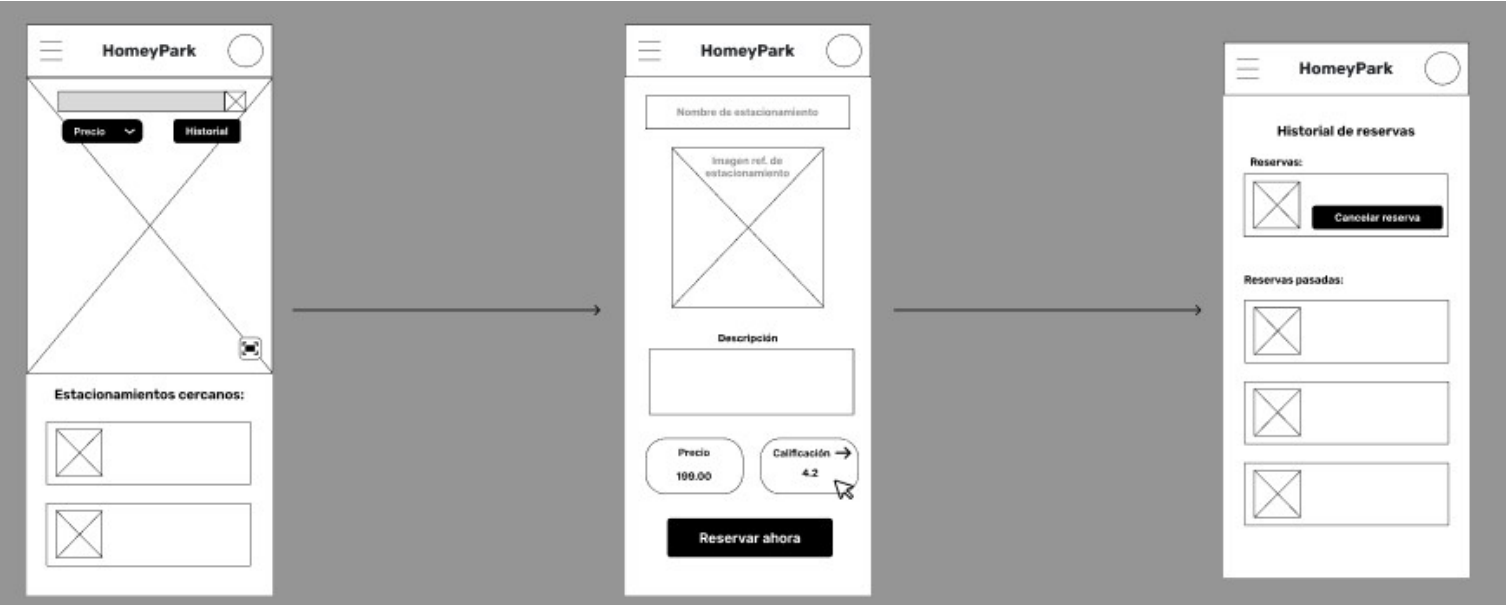 HomeyPark
Precio
Historial
Estacionamientos cercanos:
HomeyPark
Nombre de estacionamiento
Imagen ref. de
estacionamiento
Descripción
Precio
199.00
Calificación
4.2
Reservar ahora
HomeyPark
Historial de reservas
Reservas:
Cancelar reserva
Reservas pasadas: